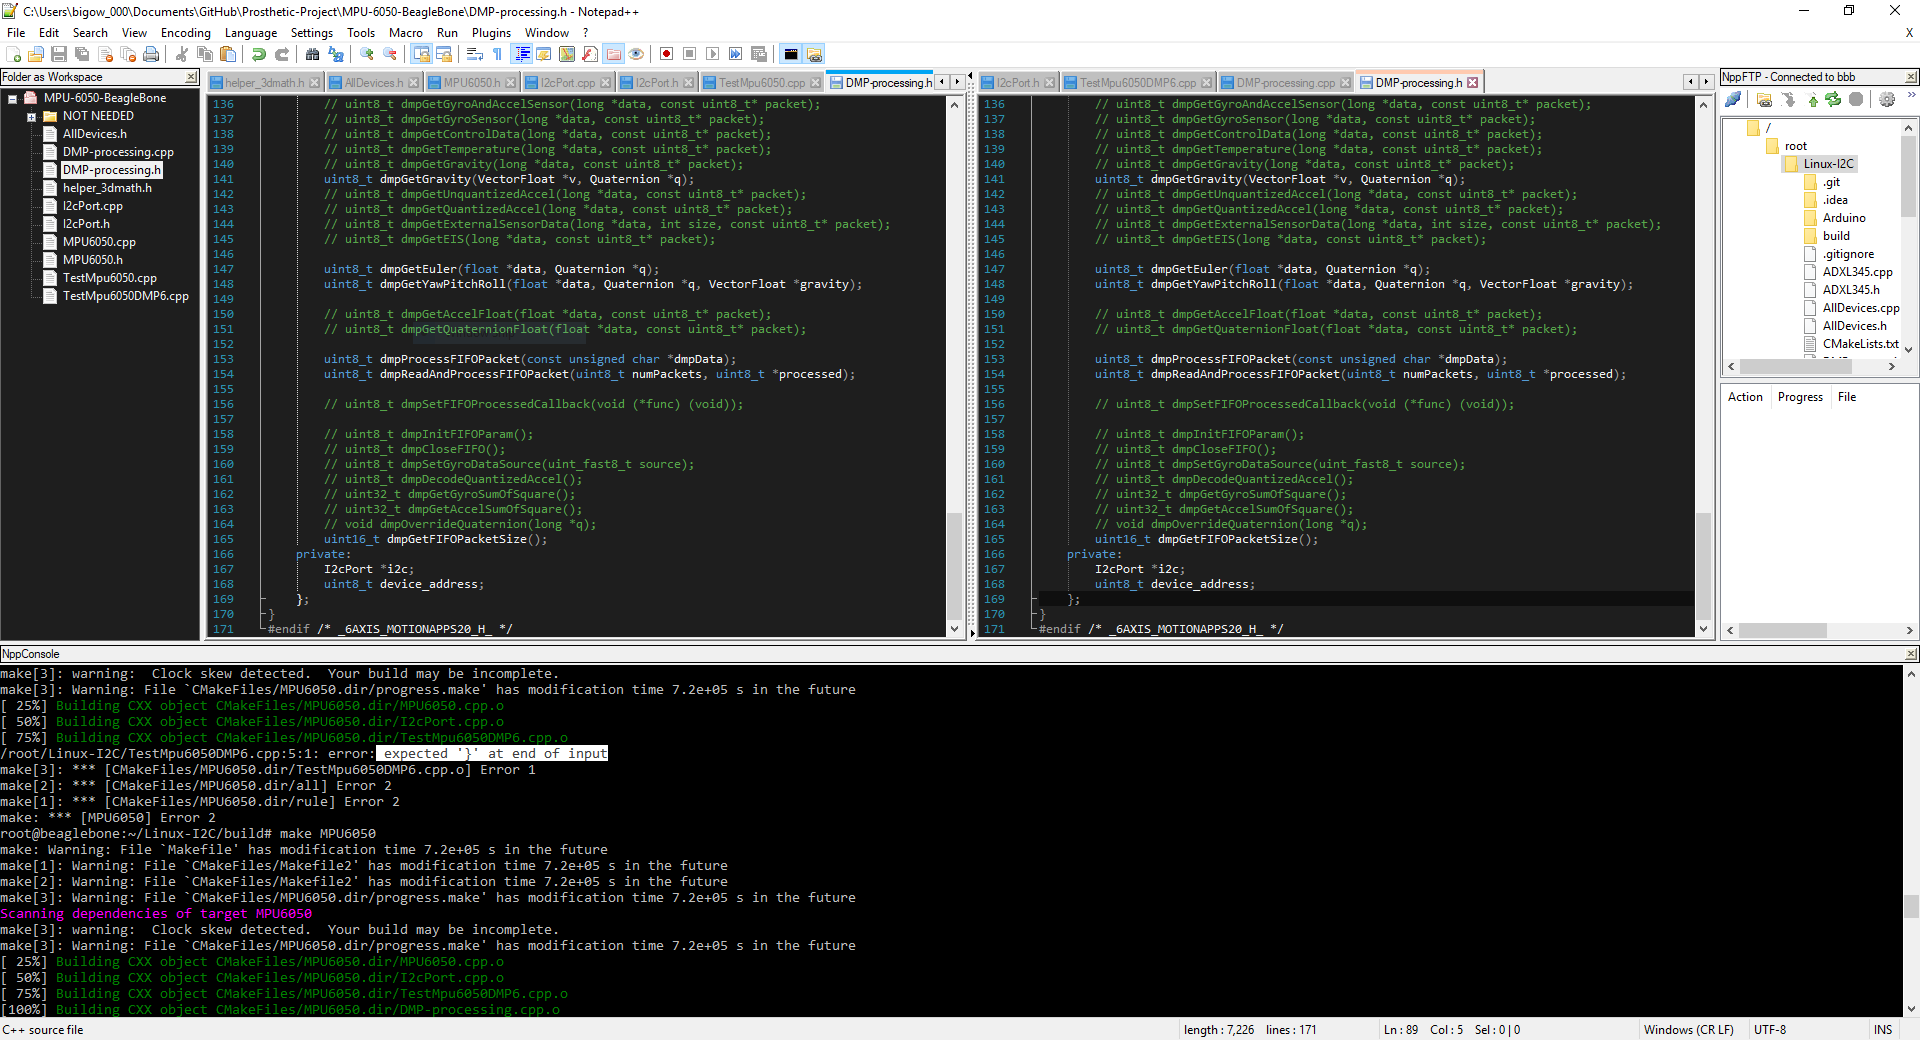 C:\Users\bigow_000\Documents\GitHub\Prosthetic-Project\MPU-6050-BeagleBone\DMP-processing.h - Notepad++
File Edit Search View Encoding Language Settings Tools Macro Run Plugins Window ? X
Folder as Workspace
MPU-6050-BeagleBone
NOT NEEDED
AllDevices.h
DMP-processing.cpp
DMP-processing.h
helper_3dmath.h
I2cPort.cpp
I2cPort.h
MPU6050.cpp
MPU6050.h
TestMpu6050.cpp
TestMpu6050DMP6.cpp
helper_3dmath.h AllDevices.h MPU6050.h I2cPort.cpp I2cPort.h TestMpu6050.cpp DMP-processing.h
136 // uint8_t dmpGetGyroAndAccelSensor(long *data, const uint8_t* packet);
137 // uint8_t dmpGetGyroSensor(long *data, const uint8_t* packet);
138 // uint8_t dmpGetControlData(long *data, const uint8_t* packet);
139 // uint8_t dmpGetTemperature(long *data, const uint8_t* packet);
140 // uint8_t dmpGetGravity(long *data, const uint8_t* packet);
141 uint8_t dmpGetGravity(VectorFloat *v, Quaternion *q);
142 // uint8_t dmpGetUnquantizedAccel(long *data, const uint8_t* packet);
143 // uint8_t dmpGetQuantizedAccel(long *data, const uint8_t* packet);
144 // uint8_t dmpGetExternalSensorData(long *data, int size, const uint8_t* packet);
145 // uint8_t dmpGetEIS(long *data, const uint8_t* packet);
146
147 uint8_t dmpGetEuler(float *data, Quaternion *q);
148 uint8_t dmpGetYawPitchRoll(float *data, Quaternion *q, VectorFloat *gravity);
149
150 // uint8_t dmpGetAccelFloat(float *data, const uint8_t* packet);
151 // uint8_t dmpGetQuaternionFloat(float *data, const uint8_t* packet);
152
153 uint8_t dmpProcessFIFOPacket(const unsigned char *dmpData);
154 uint8_t dmpReadAndProcessFIFOPacket(uint8_t numPackets, uint8_t *processed);
155
156 // uint8_t dmpSetFIFOProcessedCallback(void (*func) (void));
157
158 // uint8_t dmpInitFIFOParam();
159 // uint8_t dmpCloseFIFO();
160 // uint8_t dmpSetGyroDataSource(uint_fast8_t source);
161 // uint8_t dmpDecodeQuantizedAccel();
162 // uint32_t dmpGetGyroSumOfSquare();
163 // uint32_t dmpGetAccelSumOfSquare();
164 // void dmpOverrideQuaternion(long *q);
165 uint16_t dmpGetFIFOPacketSize();
166 private:
167 I2cPort *i2c;
168 uint8_t device_address;
169 };
170 }
171 #endif /* _6AXIS_MOTIONAPPS20_H_ */
I2cPort.h TestMpu6050DMP6.cpp DMP-processing.cpp DMP-processing.h
136 // uint8_t dmpGetGyroAndAccelSensor(long *data, const uint8_t* packet);
137 // uint8_t dmpGetGyroSensor(long *data, const uint8_t* packet);
138 // uint8_t dmpGetControlData(long *data, const uint8_t* packet);
139 // uint8_t dmpGetTemperature(long *data, const uint8_t* packet);
140 // uint8_t dmpGetGravity(long *data, const uint8_t* packet);
141 uint8_t dmpGetGravity(VectorFloat *v, Quaternion *q);
142 // uint8_t dmpGetUnquantizedAccel(long *data, const uint8_t* packet);
143 // uint8_t dmpGetQuantizedAccel(long *data, const uint8_t* packet);
144 // uint8_t dmpGetExternalSensorData(long *data, int size, const uint8_t* packet);
145 // uint8_t dmpGetEIS(long *data, const uint8_t* packet);
146
147 uint8_t dmpGetEuler(float *data, Quaternion *q);
148 uint8_t dmpGetYawPitchRoll(float *data, Quaternion *q, VectorFloat *gravity);
149
150 // uint8_t dmpGetAccelFloat(float *data, const uint8_t* packet);
151 // uint8_t dmpGetQuaternionFloat(float *data, const uint8_t* packet);
152
153 uint8_t dmpProcessFIFOPacket(const unsigned char *dmpData);
154 uint8_t dmpReadAndProcessFIFOPacket(uint8_t numPackets, uint8_t *processed);
155
156 // uint8_t dmpSetFIFOProcessedCallback(void (*func) (void));
157
158 // uint8_t dmpInitFIFOParam();
159 // uint8_t dmpCloseFIFO();
160 // uint8_t dmpSetGyroDataSource(uint_fast8_t source);
161 // uint8_t dmpDecodeQuantizedAccel();
162 // uint32_t dmpGetGyroSumOfSquare();
163 // uint32_t dmpGetAccelSumOfSquare();
164 // void dmpOverrideQuaternion(long *q);
165 uint16_t dmpGetFIFOPacketSize();
166 private:
167 I2cPort *i2c;
168 uint8_t device_address;
169 };
170 }
171 #endif /* _6AXIS_MOTIONAPPS20_H_ */
NppFTP - Connected to bbb
/
root
Linux-I2C
.git
.idea
Arduino
build
.gitignore
ADXL345.cpp
ADXL345.h
AllDevices.cpp
AllDevices.h
CMakeLists.txt
Action Progress File
NppConsole
make[3]: warning:  Clock skew detected.  Your build may be incomplete.
make[3]: Warning: File `CMakeFiles/MPU6050.dir/progress.make' has modification time 7.2e+05 s in the future
[ 25%] Building CXX object CMakeFiles/MPU6050.dir/MPU6050.cpp.o
[ 50%] Building CXX object CMakeFiles/MPU6050.dir/I2cPort.cpp.o
[ 75%] Building CXX object CMakeFiles/MPU6050.dir/TestMpu6050DMP6.cpp.o
/root/Linux-I2C/TestMpu6050DMP6.cpp:5:1: error: expected '}' at end of input
make[3]: *** [CMakeFiles/MPU6050.dir/TestMpu6050DMP6.cpp.o] Error 1
make[2]: *** [CMakeFiles/MPU6050.dir/all] Error 2
make[1]: *** [CMakeFiles/MPU6050.dir/rule] Error 2
make: *** [MPU6050] Error 2
root@beaglebone:~/Linux-I2C/build# make MPU6050
make: Warning: File `Makefile' has modification time 7.2e+05 s in the future
make[1]: Warning: File `CMakeFiles/Makefile2' has modification time 7.2e+05 s in the future
make[2]: Warning: File `CMakeFiles/Makefile2' has modification time 7.2e+05 s in the future
make[3]: Warning: File `CMakeFiles/MPU6050.dir/progress.make' has modification time 7.2e+05 s in the future
Scanning dependencies of target MPU6050
make[3]: warning:  Clock skew detected.  Your build may be incomplete.
make[3]: Warning: File `CMakeFiles/MPU6050.dir/progress.make' has modification time 7.2e+05 s in the future
[ 25%] Building CXX object CMakeFiles/MPU6050.dir/MPU6050.cpp.o
[ 50%] Building CXX object CMakeFiles/MPU6050.dir/I2cPort.cpp.o
[ 75%] Building CXX object CMakeFiles/MPU6050.dir/TestMpu6050DMP6.cpp.o
[100%] Building CXX object CMakeFiles/MPU6050.dir/DMP-processing.cpp.o
C++ source file length : 7,226 lines : 171 Ln : 89 Col : 5 Sel : 0 | 0 Windows (CR LF) UTF-8 INS